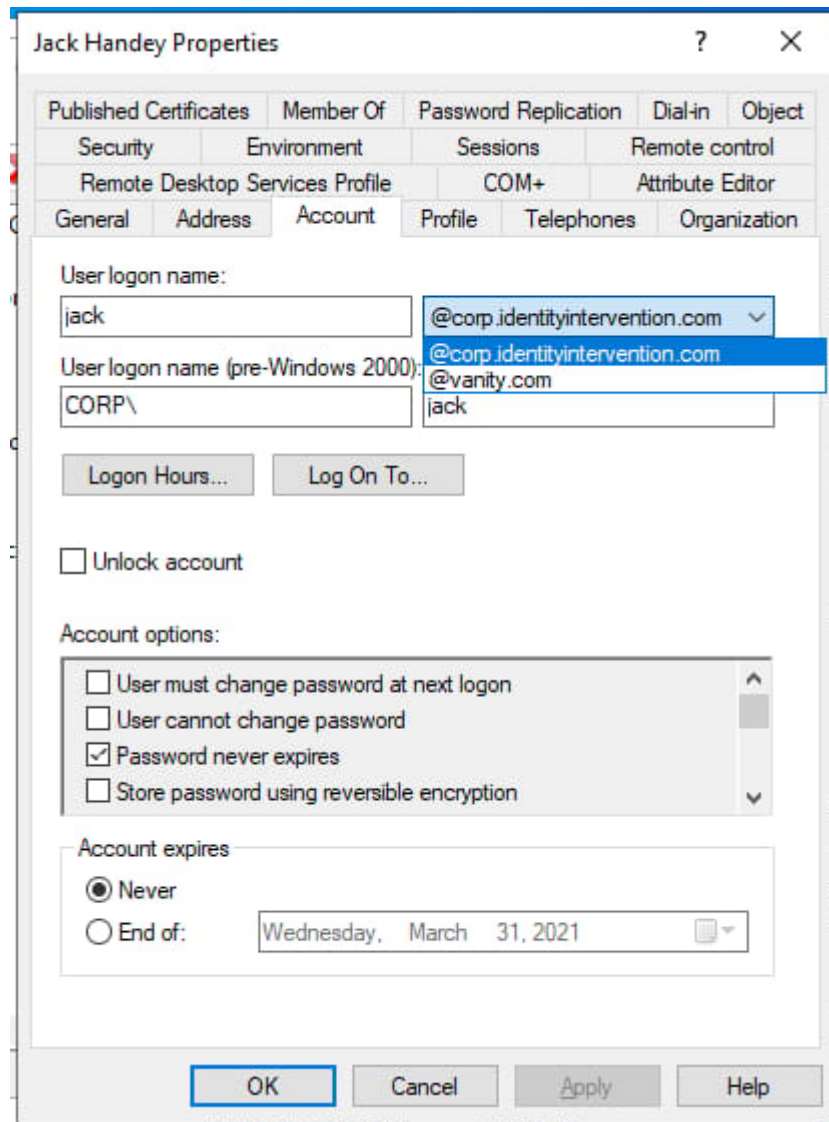 Jack Handey Properties ? X
Published Certificates Member Of Password Replication Dial-in Object
Security Environment Sessions Remote control
Remote Desktop Services Profile COM+ Attribute Editor
General Address Account Profile Telephones Organization
User logon name:
jack @corp.identityintervention.com
@corp.identityintervention.com
User logon name (pre-Windows 2000):
@vanity.com
CORP\ jack
Logon Hours... Log On To...
Unlock account
Account options:
User must change password at next logon
User cannot change password
Password never expires
Store password using reversible encryption
Account expires
Never
End of: Wednesday, March 31, 2021
OK Cancel Apply Help